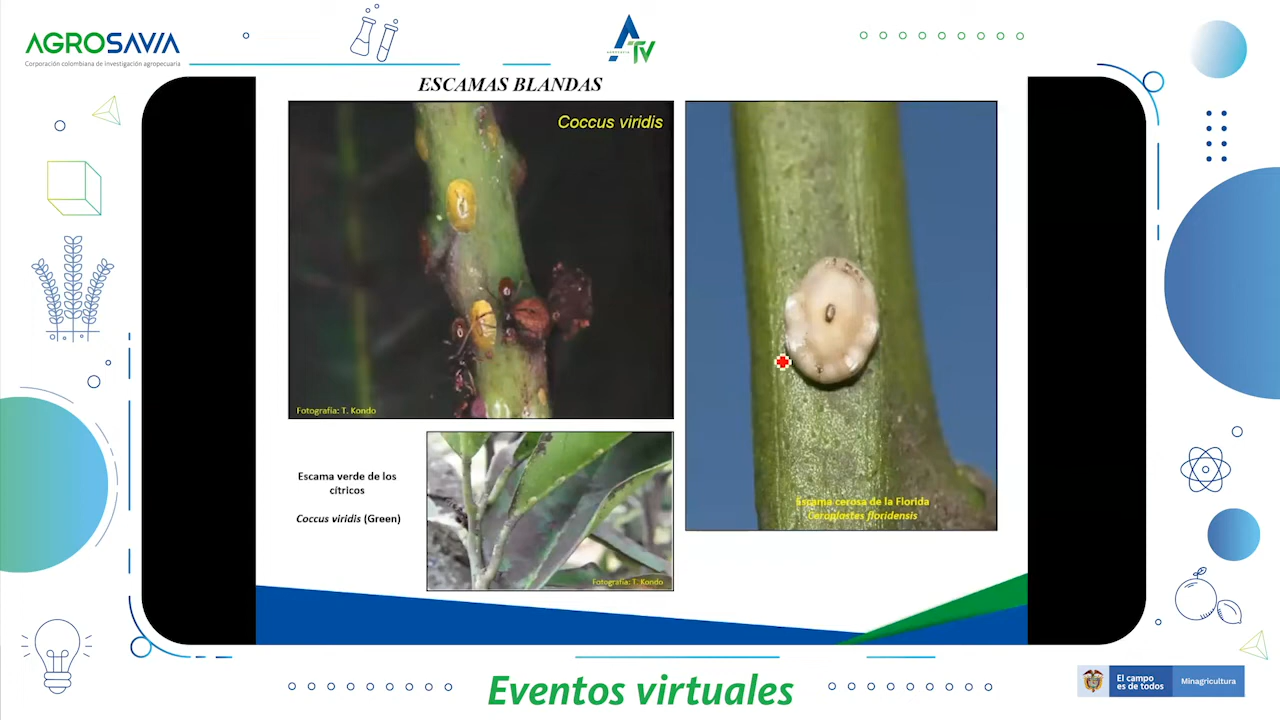 AGROSAVIA
Corporación colombiana de investigación agropecuaria
ATV
ESCAMAS BLANDAS
Coccus viridis
Fotografía: T. Kondo
Escama verde de los
cítricos
Coccus viridis (Green)
Fotografía: T. Kondo
Escama cerosa de la Florida
Ceroplastes floridensis
Eventos virtuales
El campo
es de todos
Minagricultura